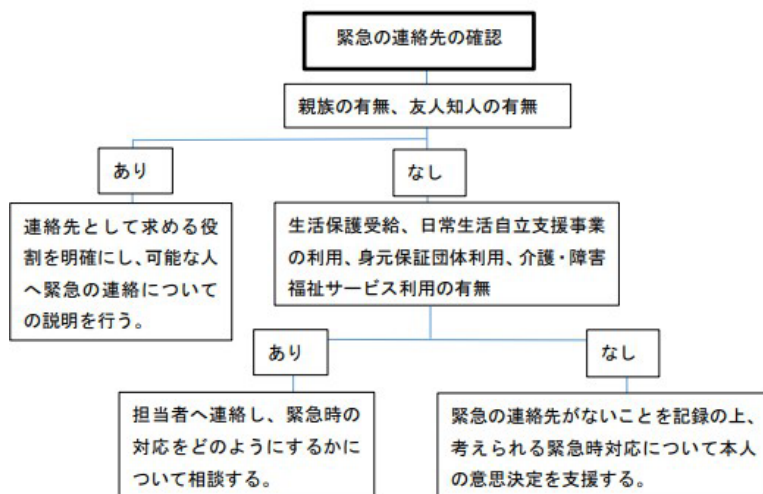 緊急の連絡先の確認
親族の有無、友人知人の有無
あり
なし
連絡先として求める役
割を明確にし、可能な人
へ緊急の連絡について
の説明を行う。
生活保護受給、日常生活自立支援事業
の利用、身元保証団体利用、介護・障害
福祉サービス利用の有無
あり
なし
担当者へ連絡し、緊急時の
対応をどのようにするかに
ついて相談する。
緊急の連絡先がないことを記録の上、
考えられる緊急時対応について本人
の意思決定を支援する。